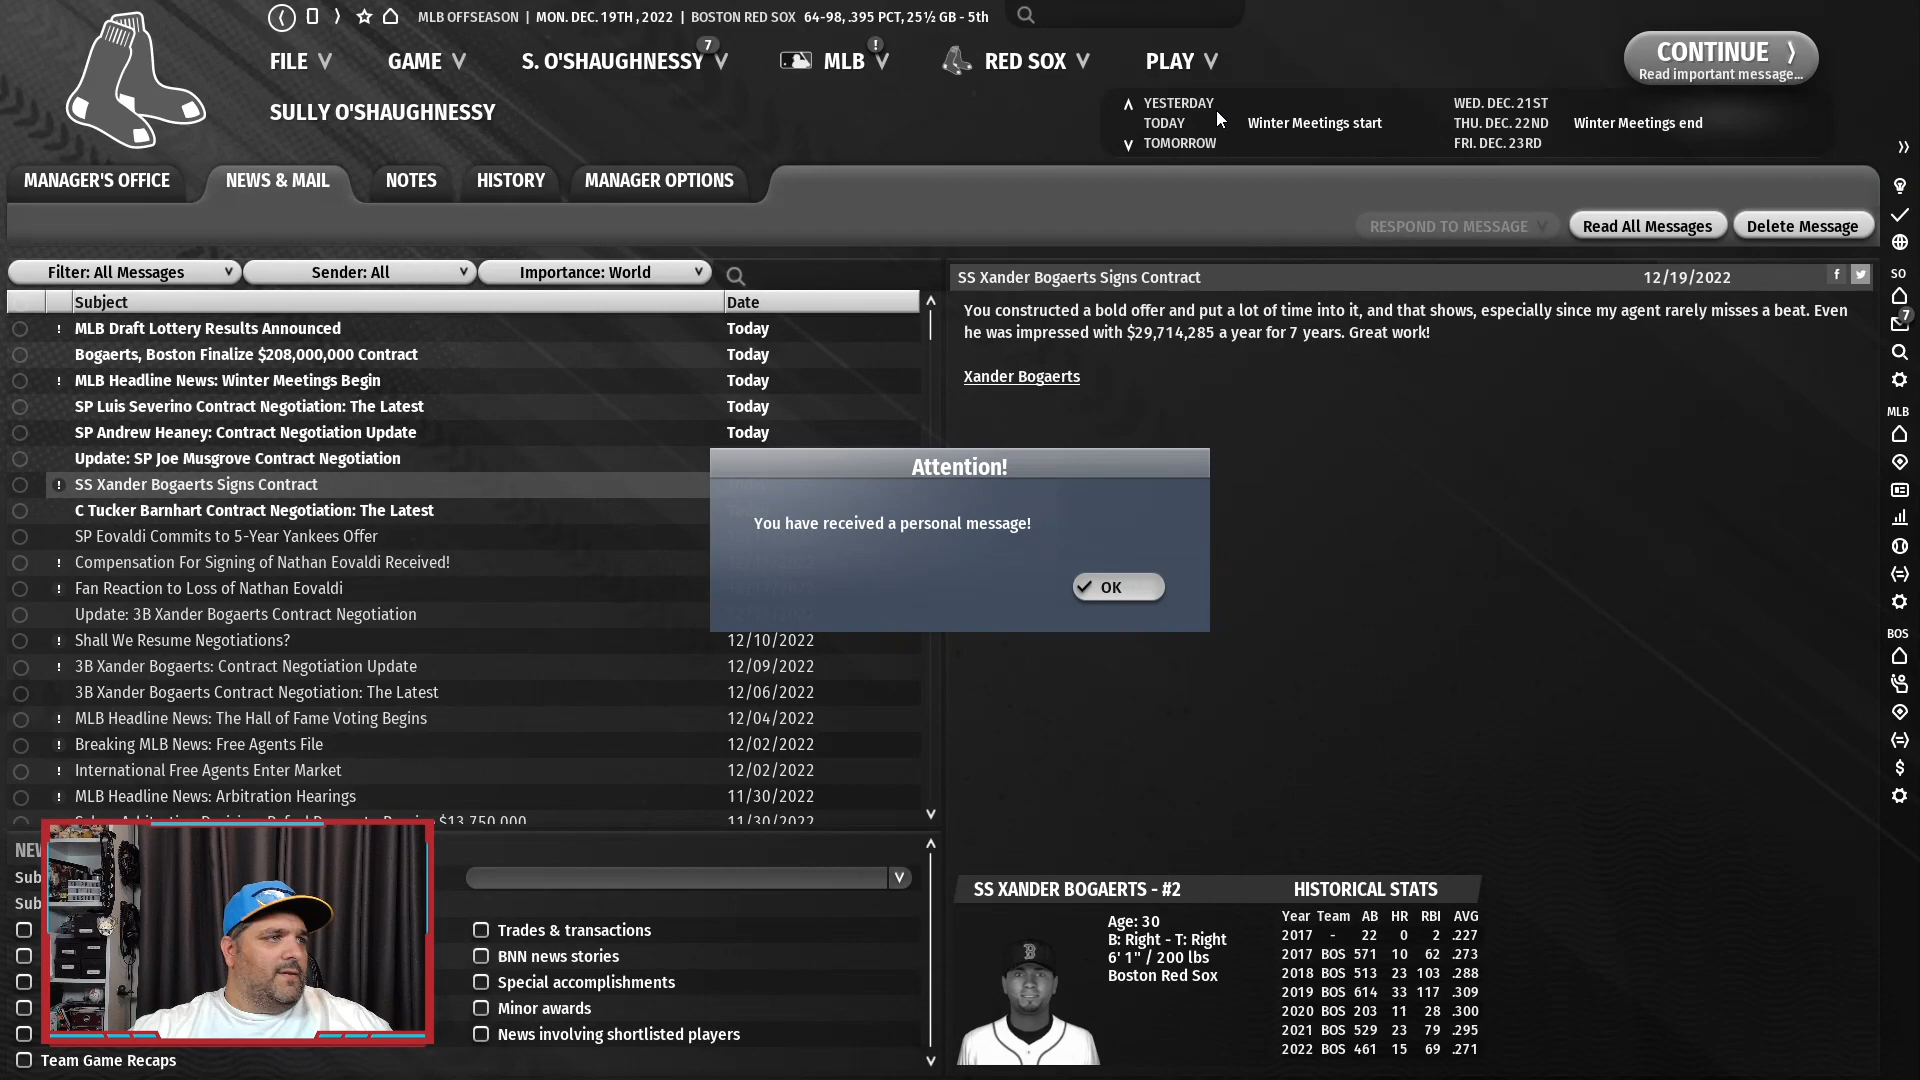 MLB OFFSEASON | MON. DEC. 19TH , 2022 | BOSTON RED SOX 64-98, .395 PCT, 25½ GB - 5th
FILE
GAME
S. O'SHAUGHNESSY
7
MLB
!
RED SOX
PLAY
CONTINUE
Read important message...
SULLY O'SHAUGHNESSY
YESTERDAY
TODAY
TOMORROW
Winter Meetings start
WED. DEC. 21ST
THU. DEC. 22ND
FRI. DEC. 23RD
Winter Meetings end
MANAGER'S OFFICE
NEWS & MAIL
NOTES
HISTORY
MANAGER OPTIONS
RESPOND TO MESSAGE
Read All Messages
Delete Message
Filter: All Messages
Sender: All
Importance: World
Subject Date
! MLB Draft Lottery Results Announced Today
Bogaerts, Boston Finalize $208,000,000 Contract Today
! MLB Headline News: Winter Meetings Begin Today
SP Luis Severino Contract Negotiation: The Latest Today
SP Andrew Heaney: Contract Negotiation Update Today
Update: SP Joe Musgrove Contract Negotiation
! SS Xander Bogaerts Signs Contract
C Tucker Barnhart Contract Negotiation: The Latest
SP Eovaldi Commits to 5-Year Yankees Offer
! Compensation For Signing of Nathan Eovaldi Received!
! Fan Reaction to Loss of Nathan Eovaldi
Update: 3B Xander Bogaerts Contract Negotiation
! Shall We Resume Negotiations? 12/10/2022
! 3B Xander Bogaerts: Contract Negotiation Update 12/09/2022
3B Xander Bogaerts Contract Negotiation: The Latest 12/06/2022
! MLB Headline News: The Hall of Fame Voting Begins 12/04/2022
! Breaking MLB News: Free Agents File 12/02/2022
! International Free Agents Enter Market 12/02/2022
! MLB Headline News: Arbitration Hearings 11/30/2022
$13,750,000 11/30/2022
SS Xander Bogaerts Signs Contract 12/19/2022
You constructed a bold offer and put a lot of time into it, and that shows, especially since my agent rarely misses a beat. Even
he was impressed with $29,714,285 a year for 7 years. Great work!
Xander Bogaerts
Attention!
You have received a personal message!
OK
SO
7
MLB
BOS
Trades & transactions
BNN news stories
Special accomplishments
Minor awards
News involving shortlisted players
Team Game Recaps
SS XANDER BOGAERTS - #2
Age: 30
B: Right - T: Right
6' 1" / 200 lbs
Boston Red Sox
HISTORICAL STATS
Year Team AB HR RBI AVG
2017 - 22 0 2 .227
2017 BOS 571 10 62 .273
2018 BOS 513 23 103 .288
2019 BOS 614 33 117 .309
2020 BOS 203 11 28 .300
2021 BOS 529 23 79 .295
2022 BOS 461 15 69 .271